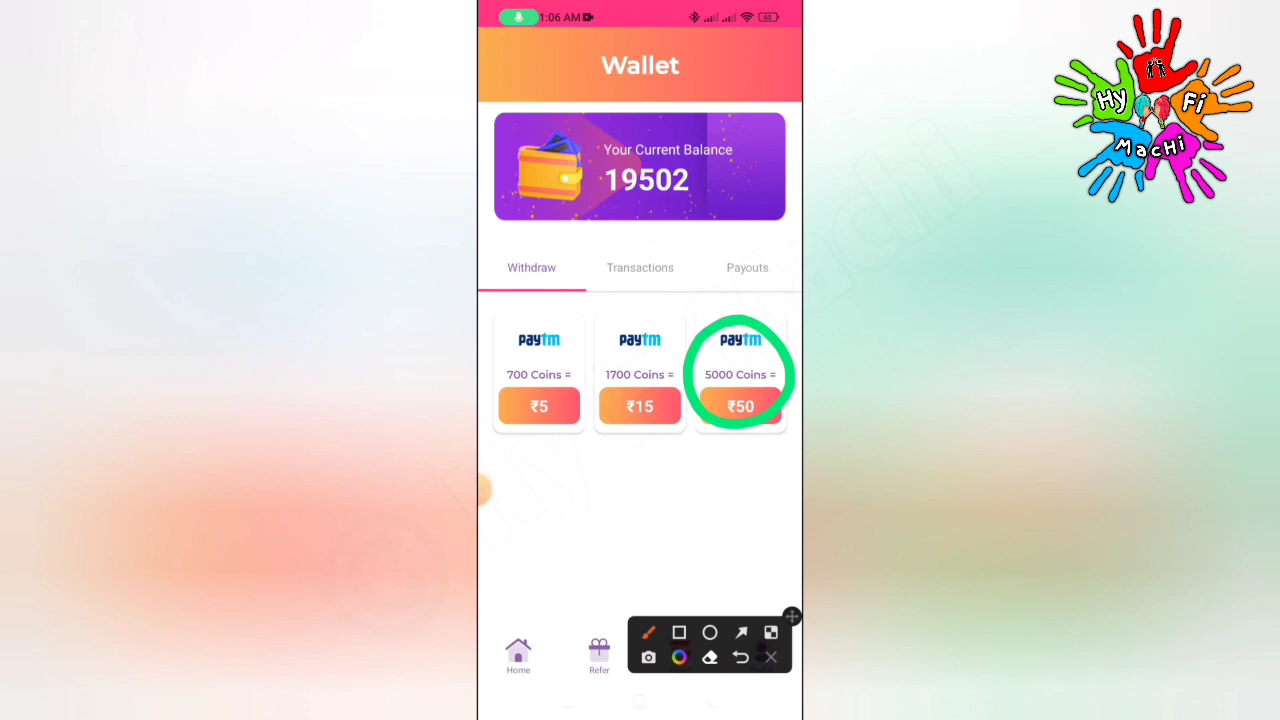 1:06 AM
60
Wallet
Hy Fi
MacHi
Your Current Balance
19502
Withdraw Transactions Payouts
paytm paytm paytm
700 Coins = 1700 Coins = 5000 Coins =
₹5 ₹15 ₹50
Home Refer